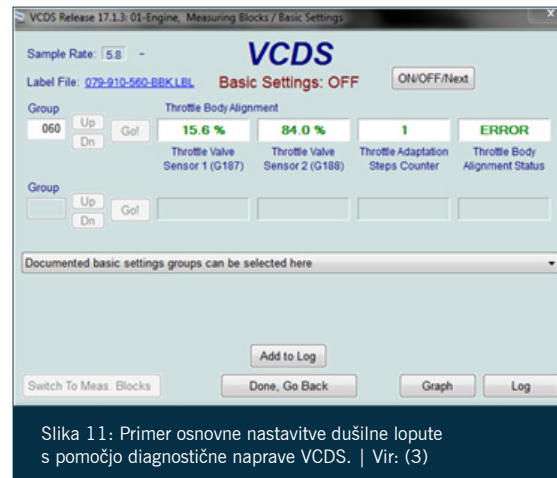 VCDS Release 17.1.3: 01-Engine, Measuring Blocks / Basic Settings
Sample Rate: 5.8 -
VCDS
Label File: 079-910-560-BBK.LBL
Basic Settings: OFF
ON/OFF/Next
Group
Throttle Body Alignment
060
Up
Dn
Go!
15.6 %
84.0 %
1
ERROR
Throttle Valve
Sensor 1 (G187)
Throttle Valve
Sensor 2 (G188)
Throttle Adaptation
Steps Counter
Throttle Body
Alignment Status
Group
Up
Dn
Go!
Documented basic settings groups can be selected here
Add to Log
Switch To Meas. Blocks
Done, Go Back
Graph
Log
Slika 11: Primer osnovne nastavitve dušilne lopute
s pomočjo diagnostične naprave VCDS. | Vir: (3)